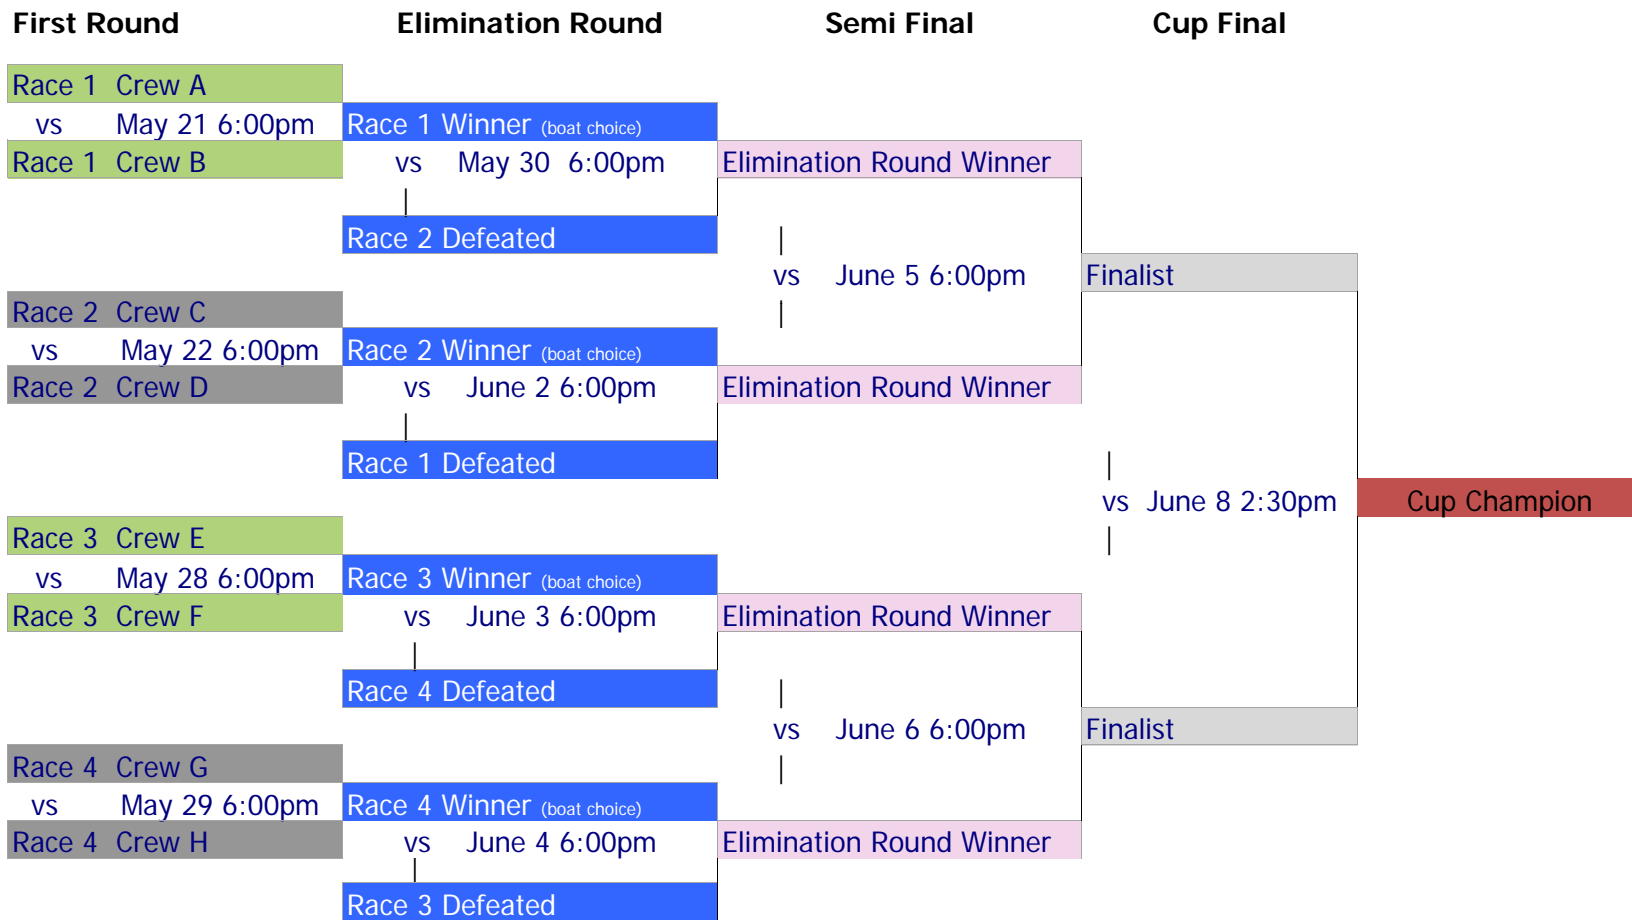 First Round Elimination Round Semi Final Cup Final
Race 1 Crew A
vs May 21 6:00pm Race 1 Winner (boat choice)
Race 1 Crew B vs May 30 6:00pm Elimination Round Winner
Race 2 Defeated
vs June 5 6:00pm Finalist
Race 2 Crew C
vs May 22 6:00pm Race 2 Winner (boat choice)
Race 2 Crew D vs June 2 6:00pm Elimination Round Winner
Race 1 Defeated
vs June 8 2:30pm Cup Champion
Race 3 Crew E
vs May 28 6:00pm Race 3 Winner (boat choice)
Race 3 Crew F vs June 3 6:00pm Elimination Round Winner
Race 4 Defeated
vs June 6 6:00pm Finalist
Race 4 Crew G
vs May 29 6:00pm Race 4 Winner (boat choice)
Race 4 Crew H vs June 4 6:00pm Elimination Round Winner
Race 3 Defeated